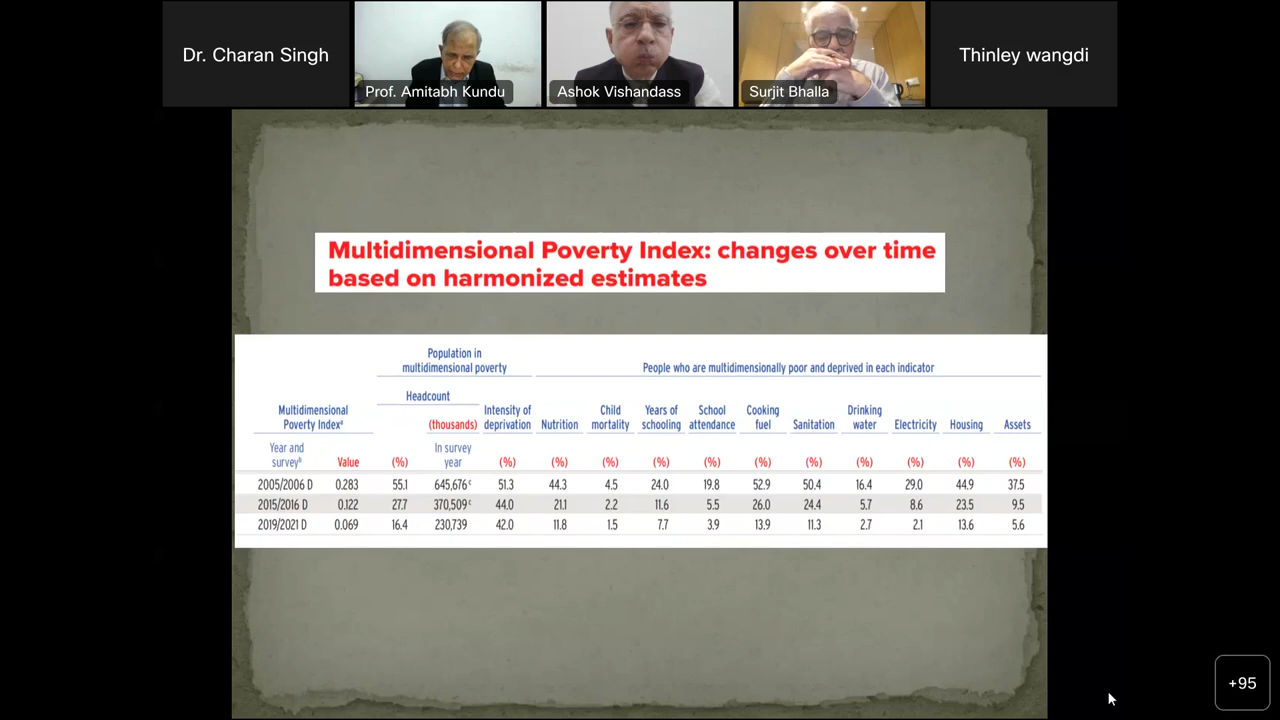 Dr. Charan Singh
Prof. Amitabh Kundu
Ashok Vishandass
Surjit Bhalla
Thinley wangdi
Multidimensional Poverty Index: changes over time
based on harmonized estimates
Population in
multidimensional poverty
People who are multidimensionally poor and deprived in each indicator
Headcount
Multidimensional
Poverty Indexᵃ
(thousands)
Intensity of
deprivation
Nutrition
Child
mortality
Years of
schooling
School
attendance
Cooking
fuel
Sanitation
Drinking
water
Electricity
Housing
Assets
Year and
surveyᵇ
Value
(%)
In survey
year
(%) (%) (%) (%) (%) (%) (%) (%) (%) (%) (%)
2005/2006 D 0.283 55.1 645,676 ᶜ 51.3 44.3 4.5 24.0 19.8 52.9 50.4 16.4 29.0 44.9 37.5
2015/2016 D 0.122 27.7 370,509 ᶜ 44.0 21.1 2.2 11.6 5.5 26.0 24.4 5.7 8.6 23.5 9.5
2019/2021 D 0.069 16.4 230,739 42.0 11.8 1.5 7.7 3.9 13.9 11.3 2.7 2.1 13.6 5.6
+95